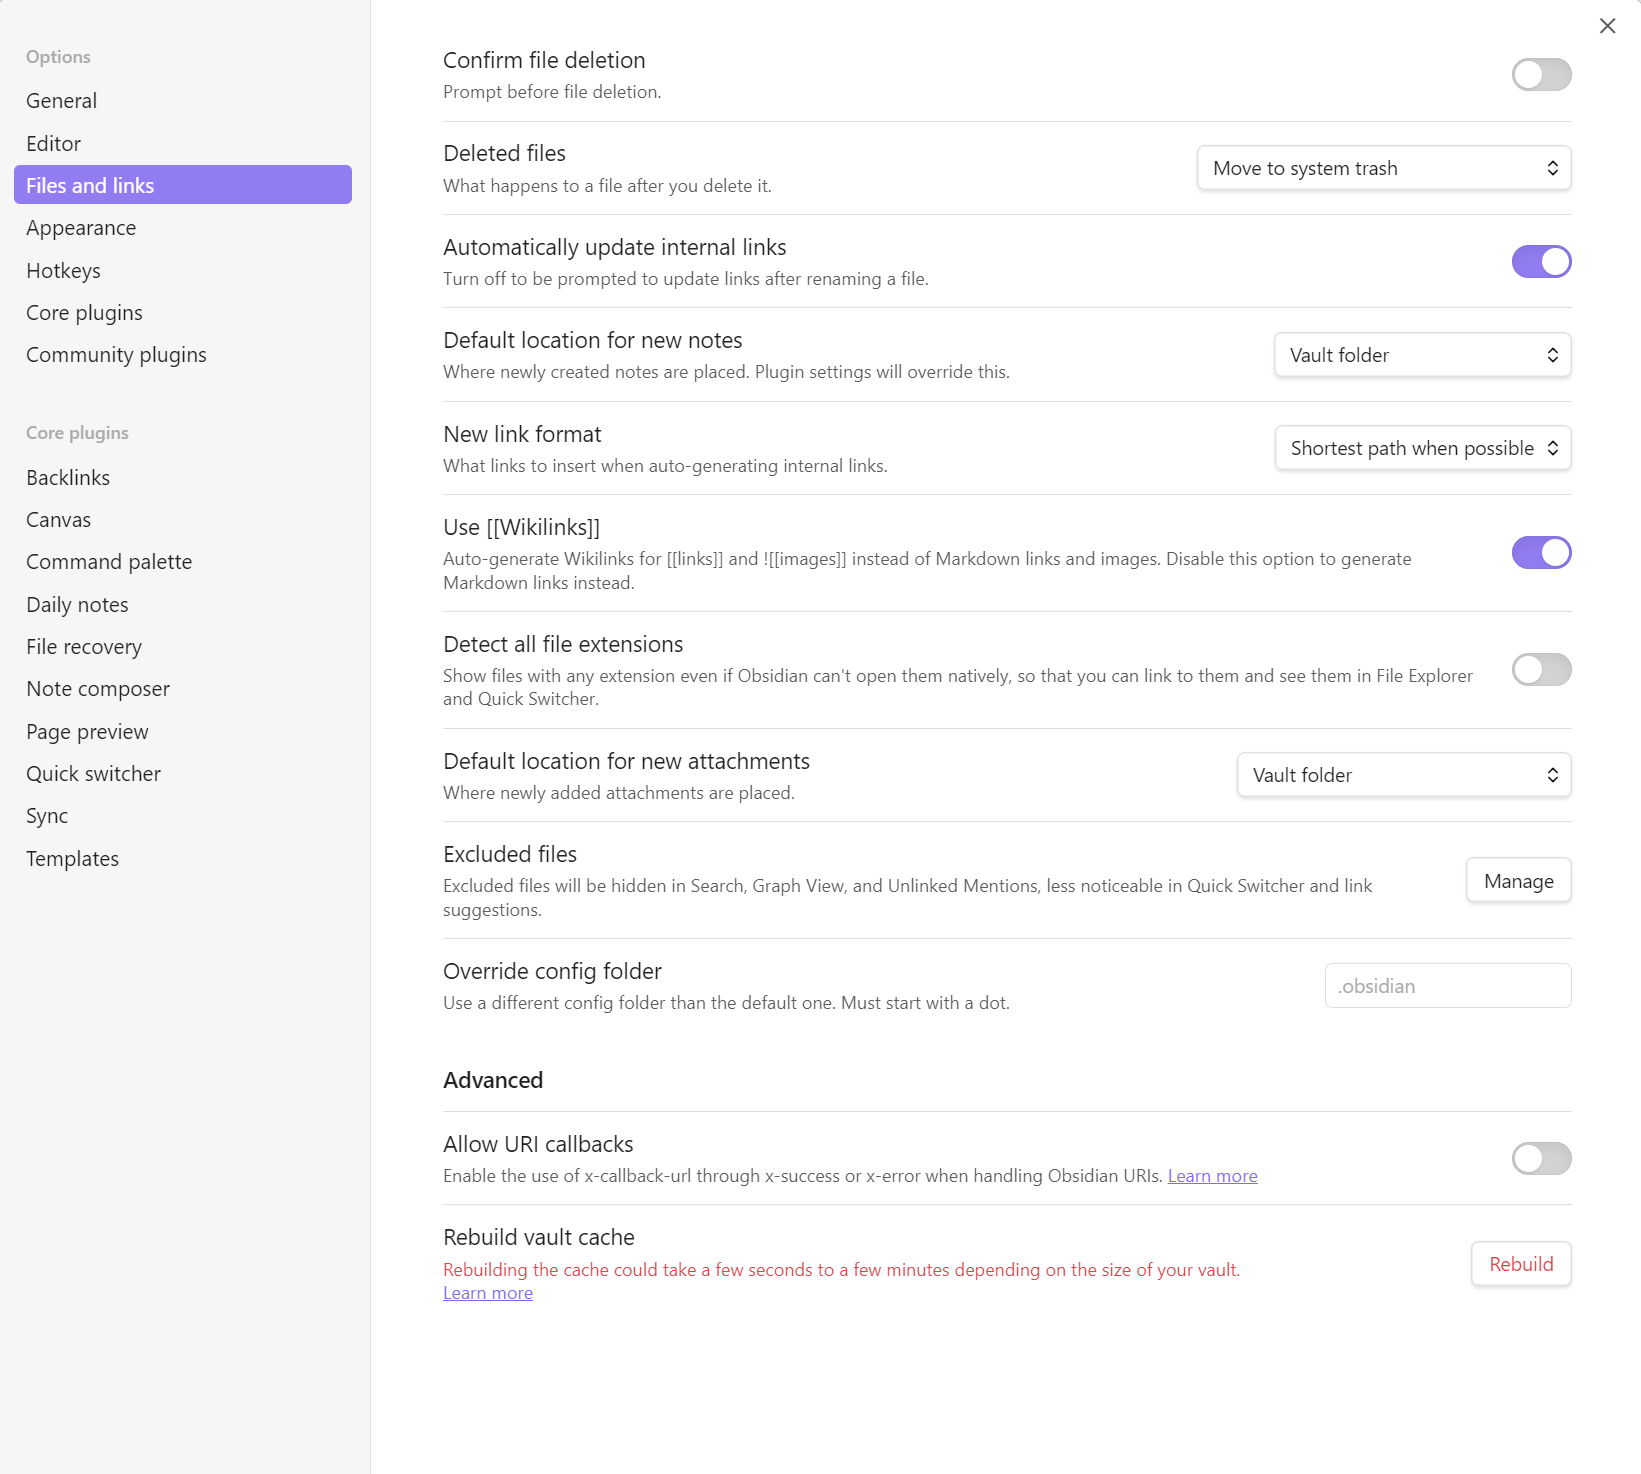 Options
General
Editor
Files and links
Appearance
Hotkeys
Core plugins
Community plugins
Core plugins
Backlinks
Canvas
Command palette
Daily notes
File recovery
Note composer
Page preview
Quick switcher
Sync
Templates
Confirm file deletion
Prompt before file deletion.
Deleted files
What happens to a file after you delete it.
Move to system trash
Automatically update internal links
Turn off to be prompted to update links after renaming a file.
Default location for new notes
Where newly created notes are placed. Plugin settings will override this.
Vault folder
New link format
What links to insert when auto-generating internal links.
Shortest path when possible
Use [[Wikilinks]]
Auto-generate Wikilinks for [[links]] and ![[images]] instead of Markdown links and images. Disable this option to generate
Markdown links instead.
Detect all file extensions
Show files with any extension even if Obsidian can't open them natively, so that you can link to them and see them in File Explorer
and Quick Switcher.
Default location for new attachments
Where newly added attachments are placed.
Vault folder
Excluded files
Excluded files will be hidden in Search, Graph View, and Unlinked Mentions, less noticeable in Quick Switcher and link
suggestions.
Manage
Override config folder
Use a different config folder than the default one. Must start with a dot.
.obsidian
Advanced
Allow URI callbacks
Enable the use of x-callback-url through x-success or x-error when handling Obsidian URIs. Learn more
Rebuild vault cache
Rebuilding the cache could take a few seconds to a few minutes depending on the size of your vault.
Learn more
Rebuild